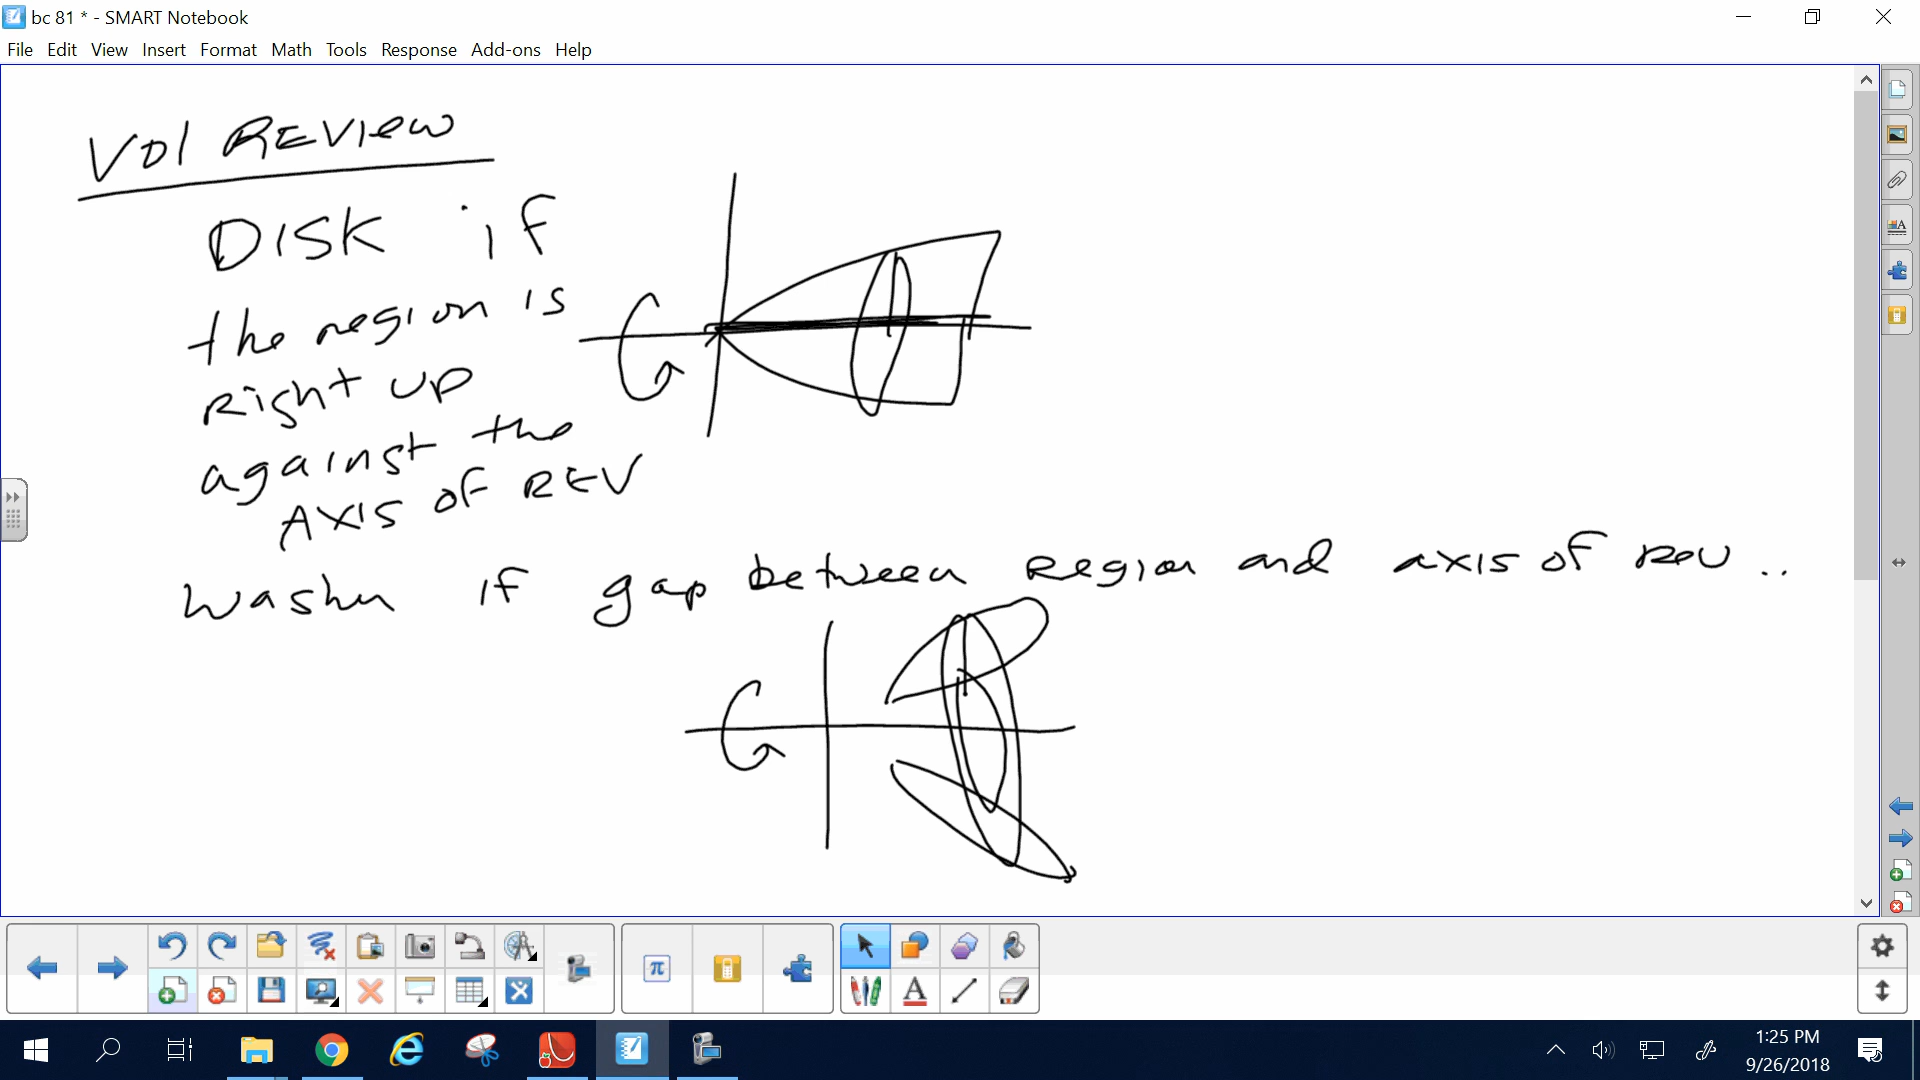 bc 81 * - SMART Notebook
File Edit View Insert Format Math Tools Response Add-ons Help
Vol REVIEW
DISK if
the region is
Right up
against the
AXIS OF REV
washer if gap between Region and axis of rev ..
π
A
1:25 PM
9/26/2018